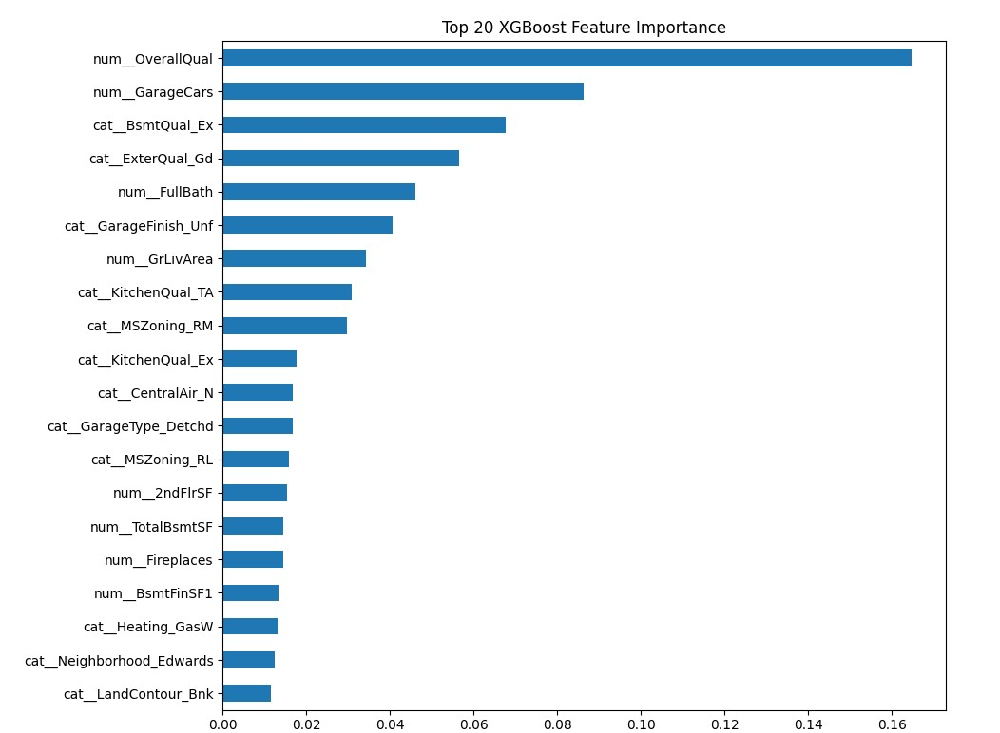 Top 20 XGBoost Feature Importance
num__OverallQual
num__GarageCars
cat__BsmtQual_Ex
cat__ExterQual_Gd
num__FullBath
cat__GarageFinish_Unf
num__GrLivArea
cat__KitchenQual_TA
cat__MSZoning_RM
cat__KitchenQual_Ex
cat__CentralAir_N
cat__GarageType_Detchd
cat__MSZoning_RL
num__2ndFlrSF
num__TotalBsmtSF
num__Fireplaces
num__BsmtFinSF1
cat__Heating_GasW
cat__Neighborhood_Edwards
cat__LandContour_Bnk
0.00 0.02 0.04 0.06 0.08 0.10 0.12 0.14 0.16